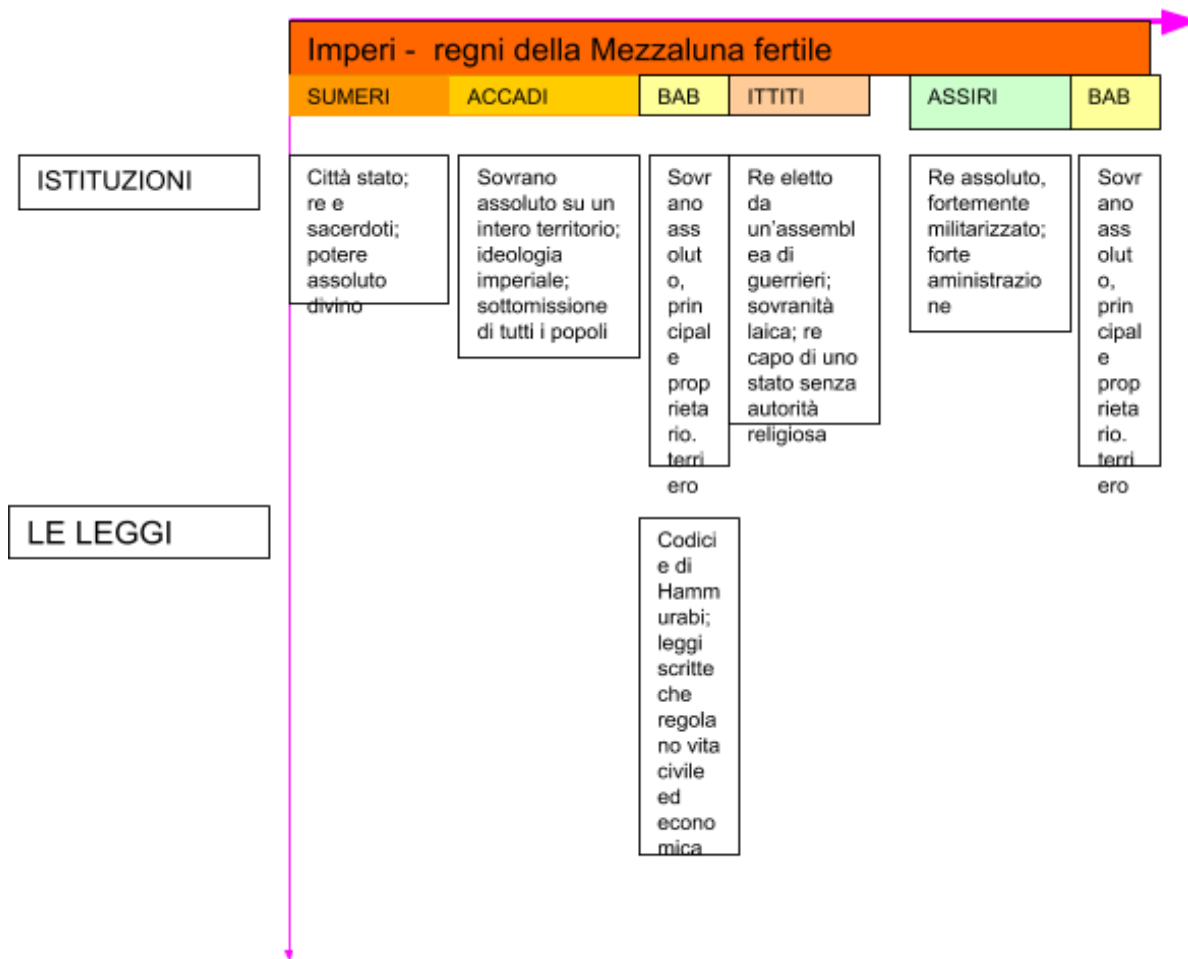 Imperi -  regni della Mezzaluna fertile
SUMERI
ACCADI
BAB
ITTITI
ASSIRI
BAB
ISTITUZIONI
Città stato;
re e
sacerdoti;
potere
assoluto
divino
Sovrano
assoluto su un
intero territorio;
ideologia
imperiale;
sottomissione
di tutti i popoli
Sovr
ano
ass
olut
o,
prin
cipal
e
prop
rieta
rio.
terri
ero
Re eletto
da
un'assembl
ea di
guerrieri;
sovranità
laica; re
capo di uno
stato senza
autorità
religiosa
Re assoluto,
fortemente
militarizzato;
forte
aministrazio
ne
Sovr
ano
ass
olut
o,
prin
cipal
e
prop
rieta
rio.
terri
ero
LE LEGGI
Codici
e di
Hamm
urabi;
leggi
scritte
che
regola
no vita
civile
ed
econo
mica